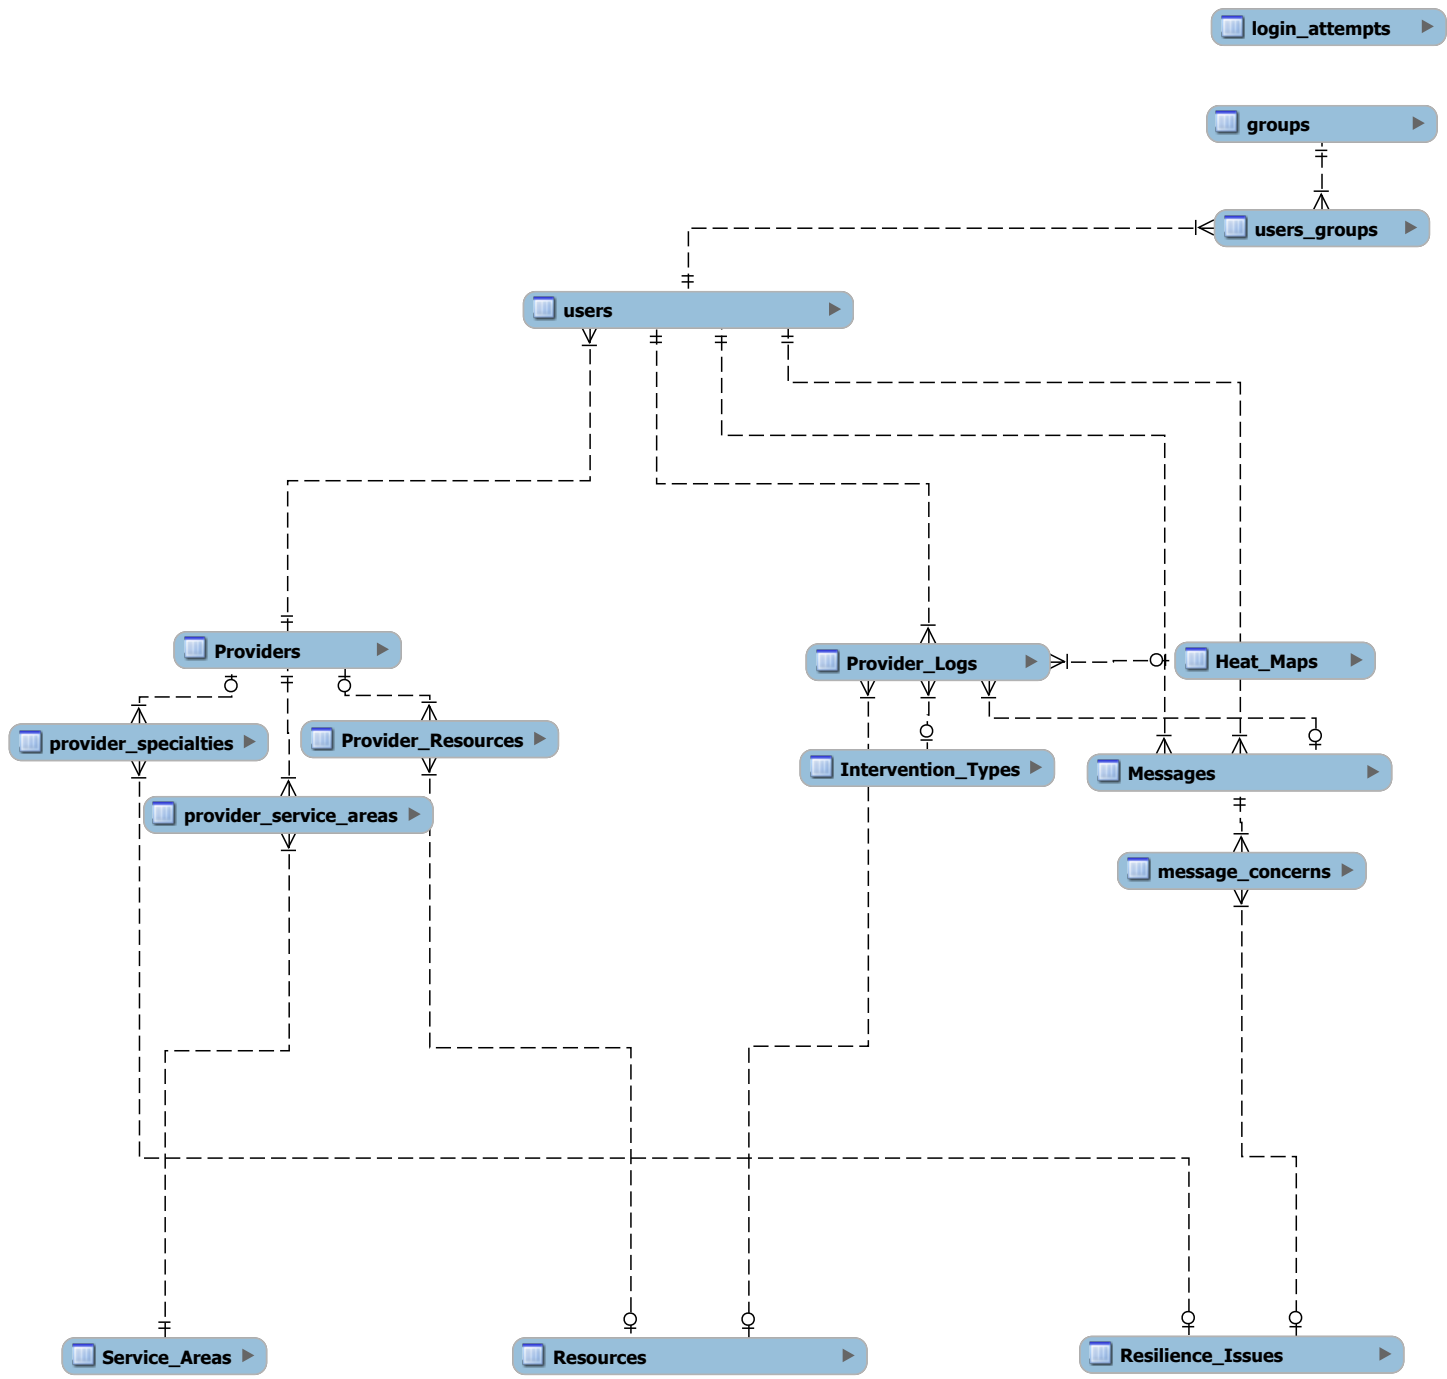 login_attempts
groups
users_groups
users
Providers
Provider_Logs
Heat_Maps
provider_specialties
Provider_Resources
Intervention_Types
Messages
provider_service_areas
message_concerns
Service_Areas
Resources
Resilience_Issues